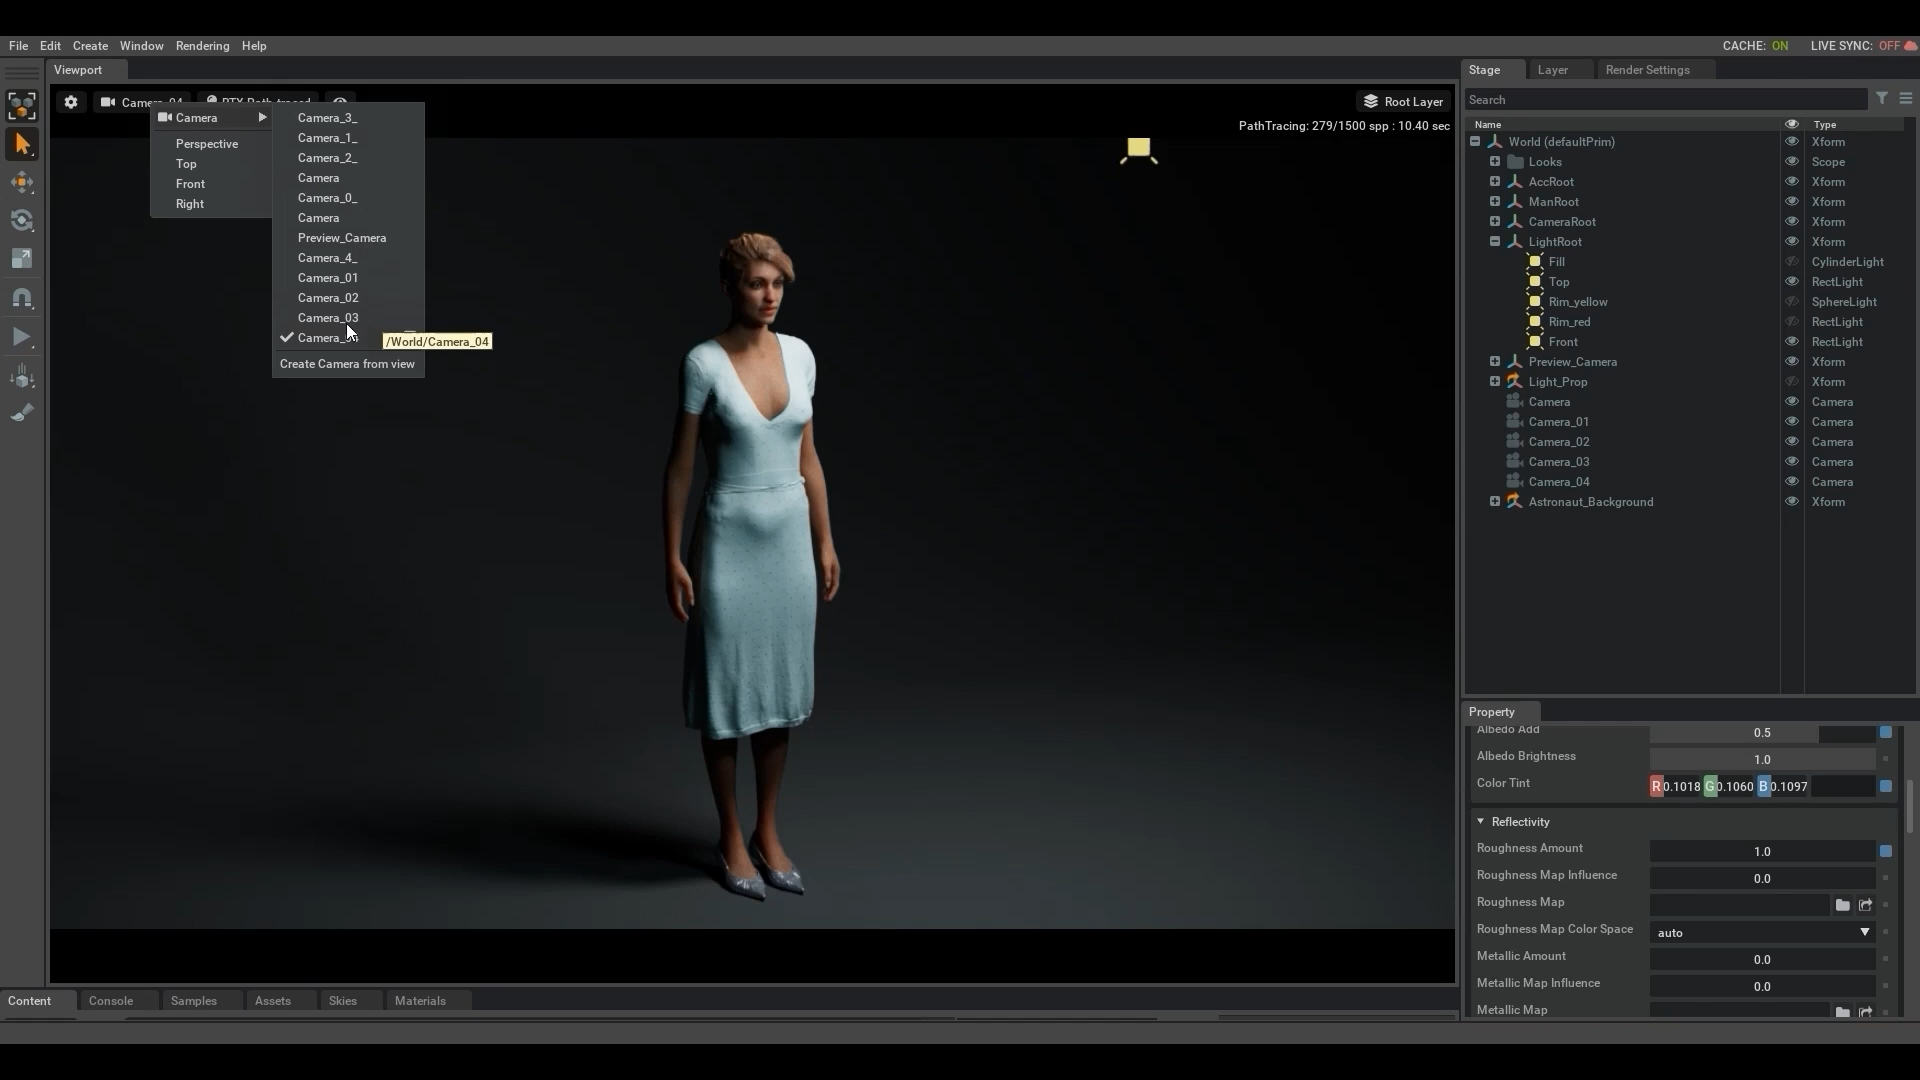 File Edit Create Window Rendering Help
CACHE: ON LIVE SYNC: OFF
Viewport
Stage Layer Render Settings
Camera_04 RTX Path-traced
Root Layer
Search
PathTracing: 279/1500 spp : 10.40 sec
Camera
Perspective
Top
Front
Right
Camera_3_
Camera_1_
Camera_2_
Camera
Camera_0_
Camera
Preview_Camera
Camera_4_
Camera_01
Camera_02
Camera_03
Camera_04
/World/Camera_04
Create Camera from view
Name Type
World (defaultPrim) Xform
Looks Scope
AccRoot Xform
ManRoot Xform
CameraRoot Xform
LightRoot Xform
Fill CylinderLight
Top RectLight
Rim_yellow SphereLight
Rim_red RectLight
Front RectLight
Preview_Camera Xform
Light_Prop Xform
Camera Camera
Camera_01 Camera
Camera_02 Camera
Camera_03 Camera
Camera_04 Camera
Astronaut_Background Xform
Property
Albedo Add 0.5
Albedo Brightness 1.0
Color Tint R 0.1018 G 0.1060 B 0.1097
Reflectivity
Roughness Amount 1.0
Roughness Map Influence 0.0
Roughness Map
Roughness Map Color Space auto
Metallic Amount 0.0
Metallic Map Influence 0.0
Metallic Map
Content Console Samples Assets Skies Materials